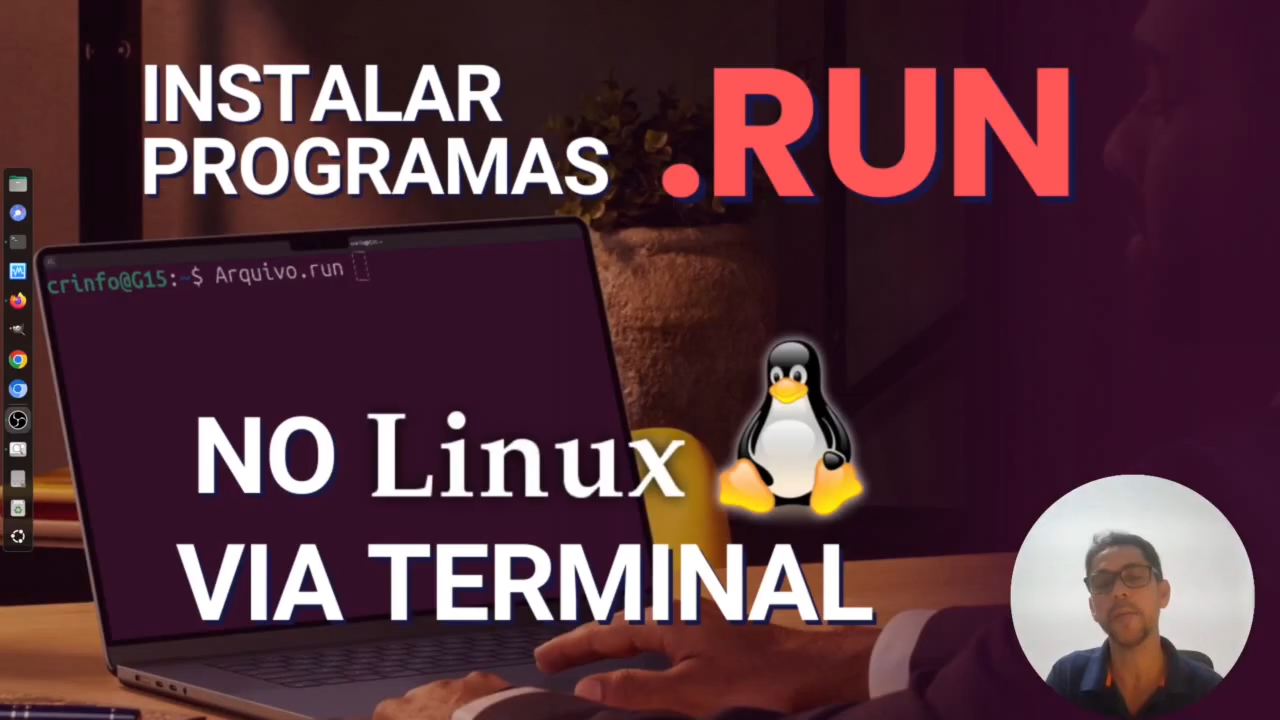 INSTALAR
PROGRAMAS
.RUN
crinfo@G15:~$ Arquivo.run
NO Linux
VIA TERMINAL